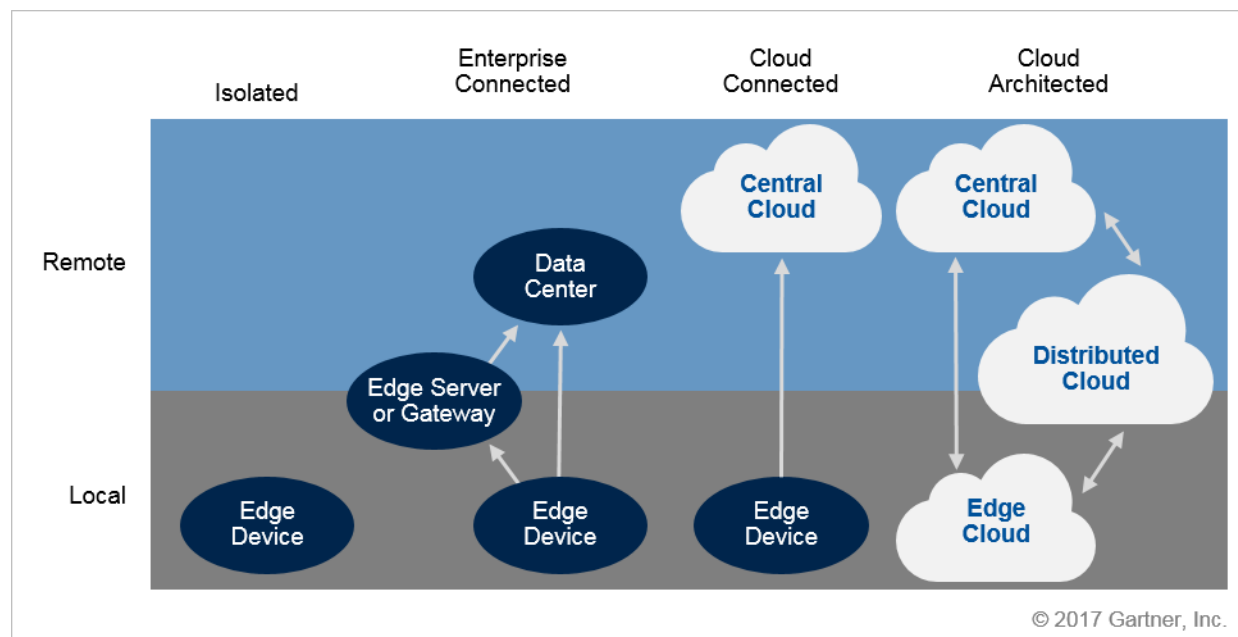 Isolated
Enterprise
Connected
Cloud
Connected
Cloud
Architected
Remote
Local
Edge
Device
Data
Center
Edge Server
or Gateway
Edge
Device
Central
Cloud
Edge
Device
Central
Cloud
Distributed
Cloud
Edge
Cloud
© 2017 Gartner, Inc.